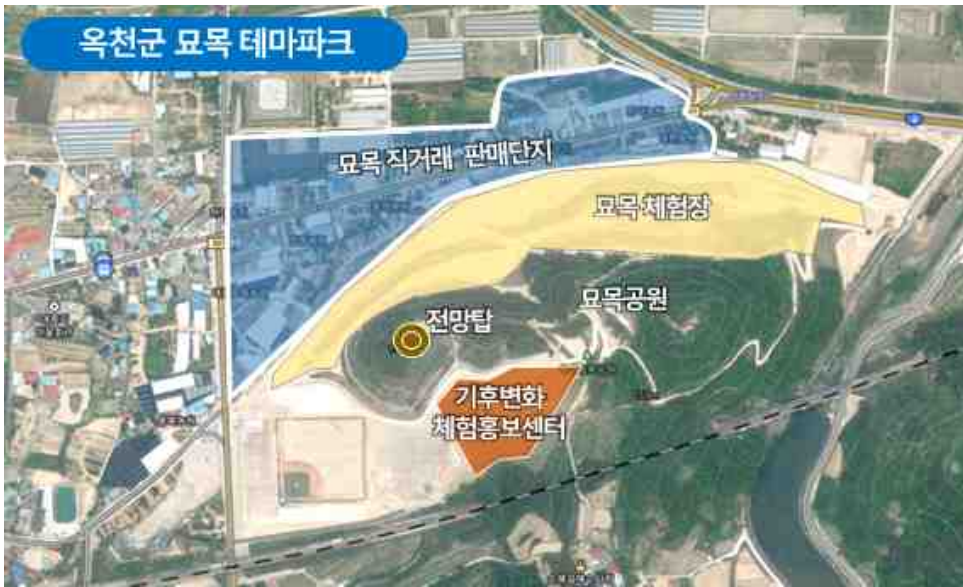 옥천군 묘목 테마파크
묘목 직거래 판매단지
묘목 체험장
묘목공원
전망탑
기후변화
체험홍보센터